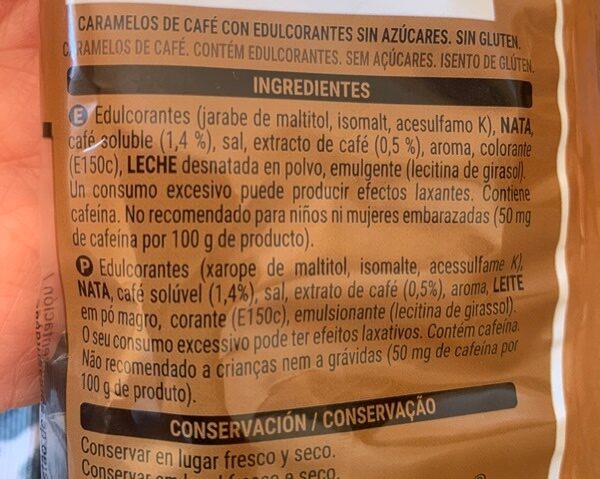 CARAMELOS DE CAFÉ CON EDULCORANTES SIN AZÚCARES. SIN GLUTEN.
CARAMELOS DE CAFÉ. CONTÉM EDULCORANTES. SEM AÇÚCARES. ISENTO DE GLÚTEN.
INGREDIENTES
E Edulcorantes (jarabe de maltitol, isomalt, acesulfamo K), NATA,
café soluble (1,4 %), sal, extracto de café (0,5 %), aroma, colorante
(E150c), LECHE desnatada en polvo, emulgente (lecitina de girasol).
Un consumo excesivo puede producir efectos laxantes. Contiene
cafeína. No recomendado para niños ni mujeres embarazadas (50 mg
de cafeína por 100 g de producto).
P Edulcorantes (xarope de maltitol, isomalte, acessulfame K),
NATA, café solúvel (1,4%), sal, extrato de café (0,5%), aroma, LEITE
em pó magro, corante (E150c), emulsionante (lecitina de girassol).
O seu consumo excessivo pode ter efeitos laxativos. Contém cafeína.
Não recomendado a crianças nem a grávidas (50 mg de cafeína por
100 g de produto).
CONSERVACIÓN / CONSERVAÇÃO
Conservar en lugar fresco y seco.
Conservar em local fresco e seco.